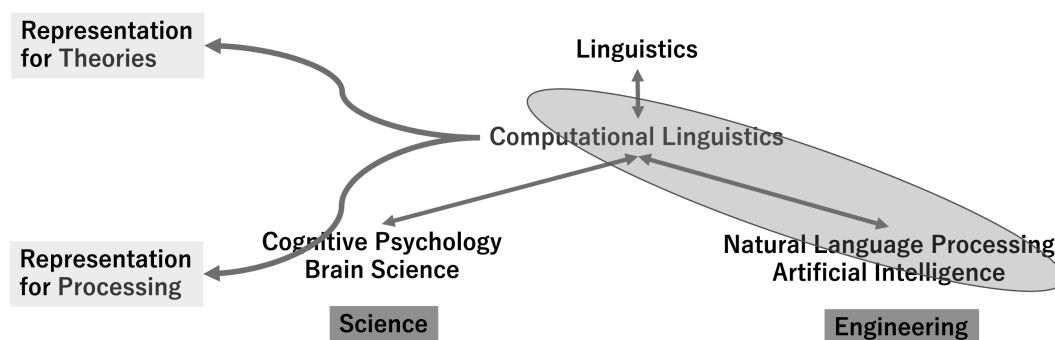 Representation
for Theories
Linguistics
Computational Linguistics
Cognitive Psychology
Brain Science
Natural Language Processing
Artificial Intelligence
Representation
for Processing
Science
Engineering